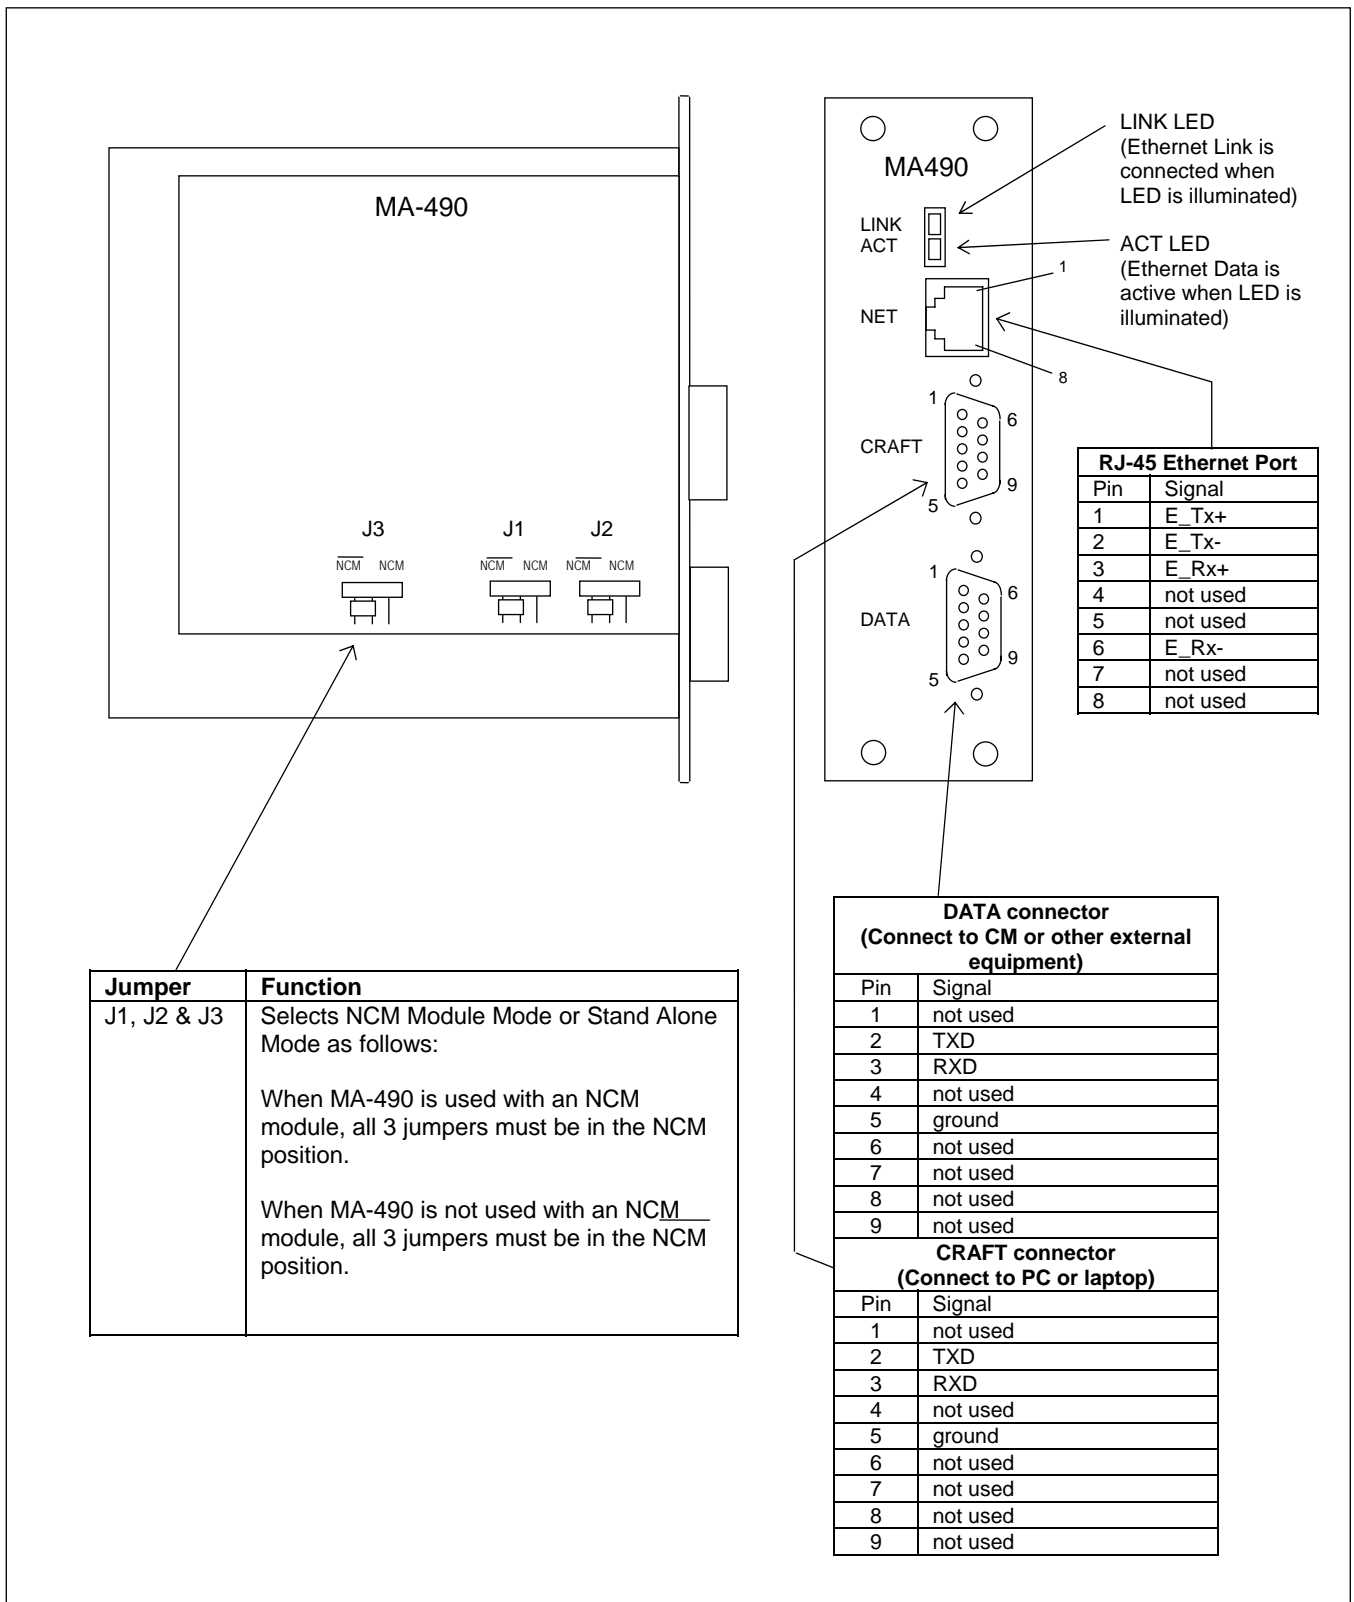 MA-490
J3
J1
J2
N̅C̅M̅ NCM
N̅C̅M̅ NCM
N̅C̅M̅ NCM
MA490
LINK
ACT
NET
CRAFT
DATA
1
8
1
6
5
9
1
6
5
9
LINK LED
(Ethernet Link is
connected when
LED is illuminated)
ACT LED
(Ethernet Data is
active when LED is
illuminated)
RJ-45 Ethernet Port
Pin Signal
1 E_Tx+
2 E_Tx-
3 E_Rx+
4 not used
5 not used
6 E_Rx-
7 not used
8 not used
Jumper Function
J1, J2 & J3 Selects NCM Module Mode or Stand Alone
Mode as follows:
When MA-490 is used with an NCM
module, all 3 jumpers must be in the NCM
position.
When MA-490 is not used with an NCM
module, all 3 jumpers must be in the N̅C̅M̅
position.
DATA connector
(Connect to CM or other external
equipment)
Pin Signal
1 not used
2 TXD
3 RXD
4 not used
5 ground
6 not used
7 not used
8 not used
9 not used
CRAFT connector
(Connect to PC or laptop)
Pin Signal
1 not used
2 TXD
3 RXD
4 not used
5 ground
6 not used
7 not used
8 not used
9 not used